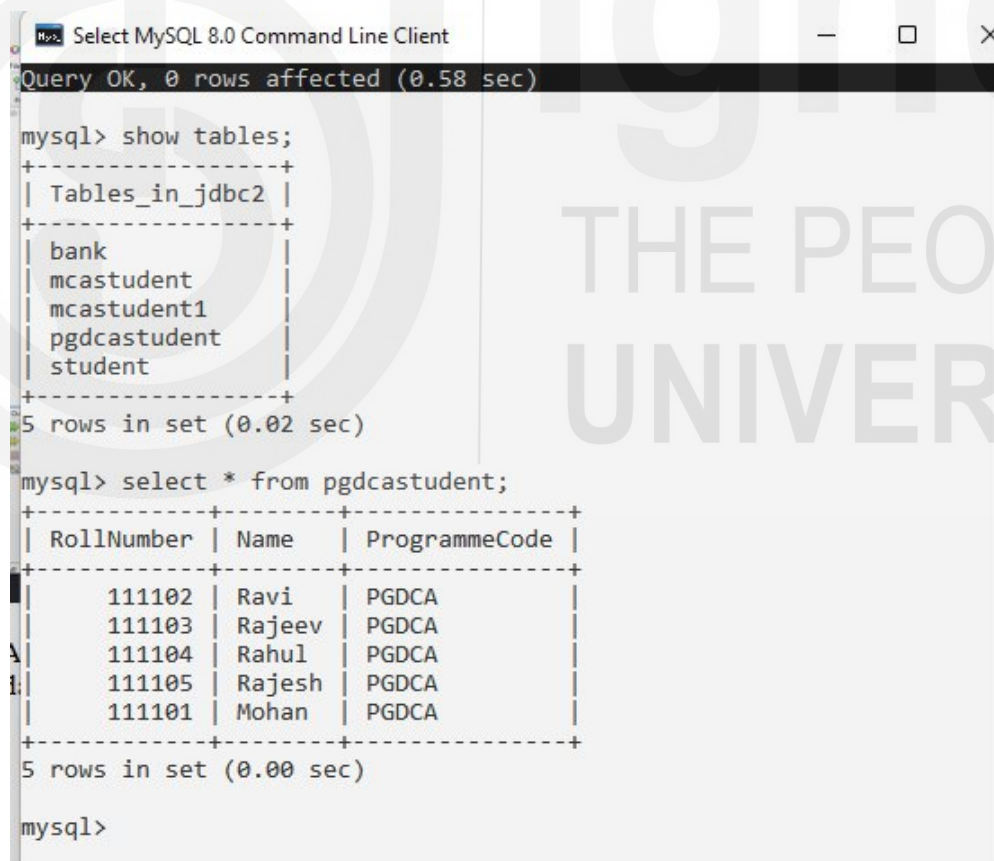 Select MySQL 8.0 Command Line Client
Query OK, 0 rows affected (0.58 sec)
mysql> show tables;
+-----------------+
| Tables_in_jdbc2 |
+-----------------+
| bank            |
| mcastudent      |
| mcastudent1     |
| pgdcastudent    |
| student         |
+-----------------+
5 rows in set (0.02 sec)
mysql> select * from pgdcastudent;
+------------+--------+---------------+
| RollNumber | Name   | ProgrammeCode |
+------------+--------+---------------+
|     111102 | Ravi   | PGDCA         |
|     111103 | Rajeev | PGDCA         |
|     111104 | Rahul  | PGDCA         |
|     111105 | Rajesh | PGDCA         |
|     111101 | Mohan  | PGDCA         |
+------------+--------+---------------+
5 rows in set (0.00 sec)
mysql>
THE PEO
UNIVER